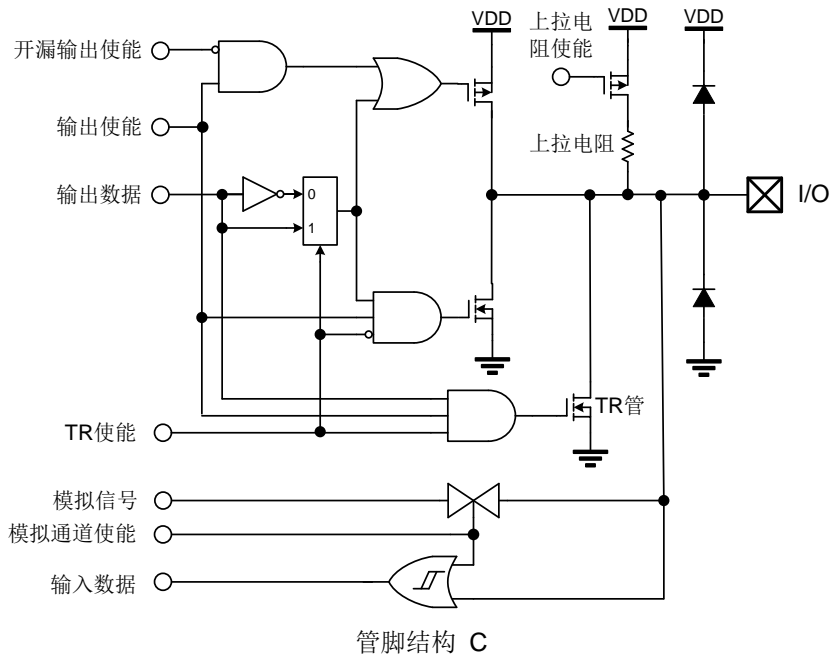 上拉电
阻使能
VDD
VDD
VDD
开漏输出使能
输出使能
上拉电阻
输出数据
0
1
I/O
TR使能
TR管
模拟信号
模拟通道使能
输入数据
管脚结构 C